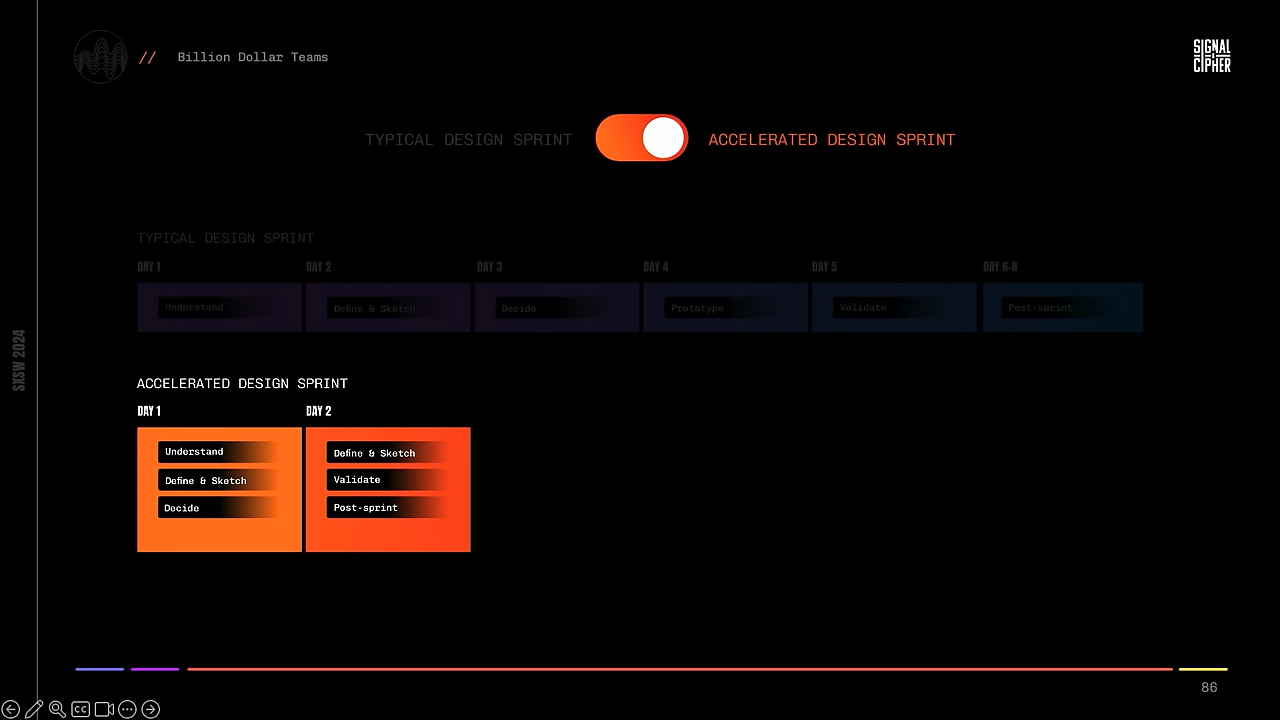 // Billion Dollar Teams
SIGNAL
CIPHER
TYPICAL DESIGN SPRINT
ACCELERATED DESIGN SPRINT
TYPICAL DESIGN SPRINT
DAY 1 DAY 2 DAY 3 DAY 4 DAY 5 DAY 6-8
Understand Define & Sketch Decide Prototype Validate Post-sprint
SXSW 2024
ACCELERATED DESIGN SPRINT
DAY 1 DAY 2
Understand Define & Sketch
Define & Sketch Validate
Decide Post-sprint
86
CC